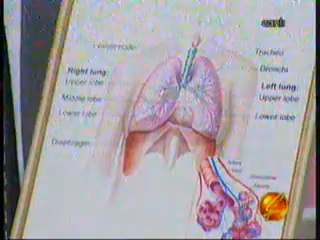 Right lung:
Upper lobe
Middle lobe
Lower lobe
Diaphragm
Trachea
Bronchi
Left lung:
Upper lobe
Lower lobe